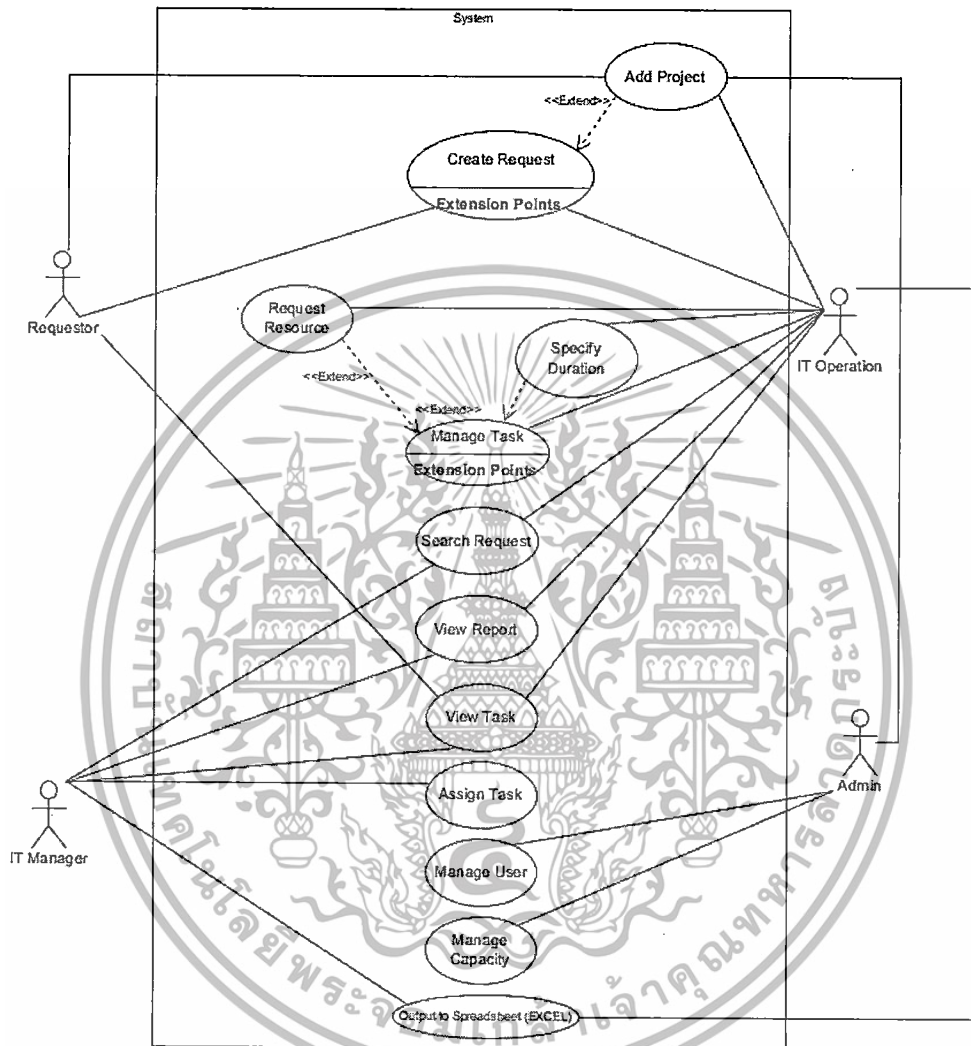 System
Add Project
<<Extend>>
Create Request
Extension Points
Requestor
Request
Resource
Specify
Duration
IT Operation
<<Extend>>
<<Extend>>
Manage Task
Extension Points
Search Request
View Report
View Task
Assign Task
Admin
IT Manager
Manage User
Manage
Capacity
Output to Spreadsheet (EXCEL)